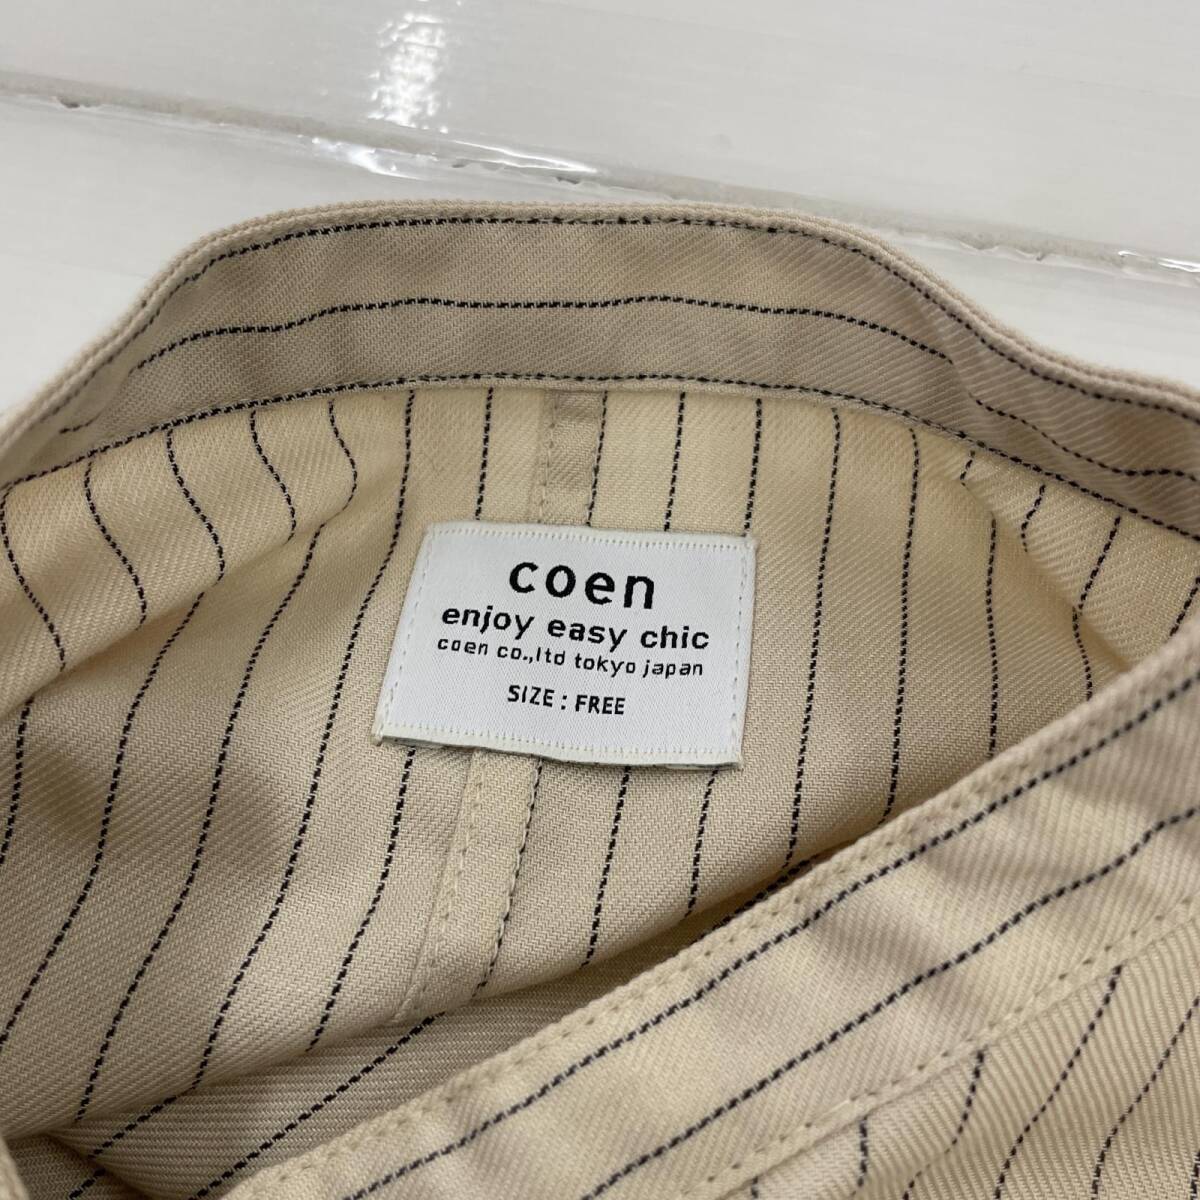 coen
enjoy easy chic
coen co.,ltd tokyo japan
SIZE : FREE